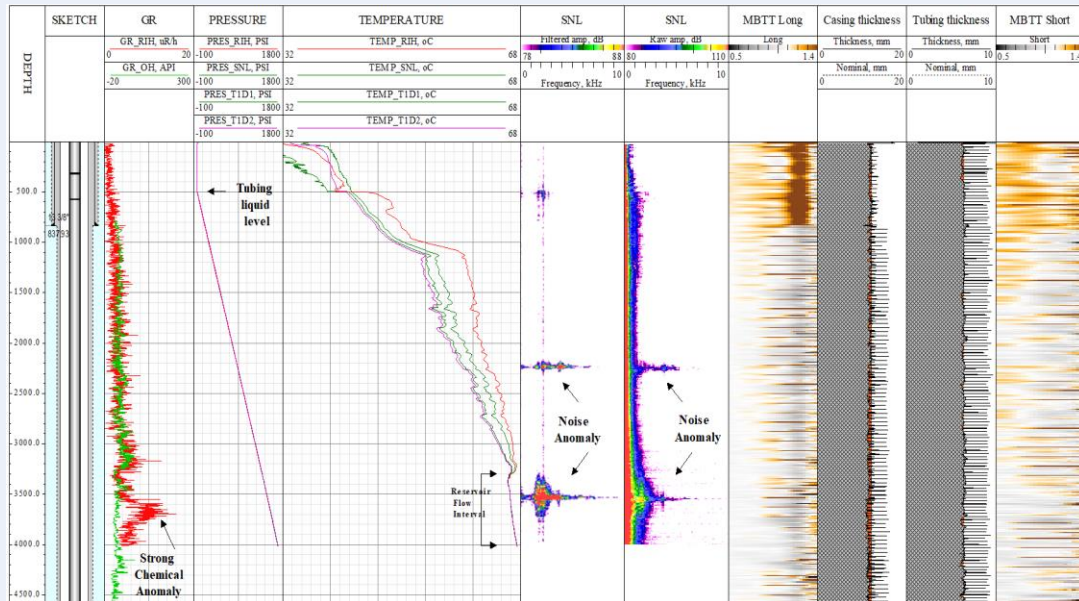 SKETCH
GR
PRESSURE
TEMPERATURE
SNL
SNL
MBTT Long
Casing thickness
Tubing thickness
MBTT Short
DEPTH
GR_RIH, uR/h
0 20
GR_OH, API
-20 300
PRES_RIH, PSI
-100 1800
PRES_SNL, PSI
-100 1800
PRES_T1D1, PSI
-100 1800
PRES_T1D2, PSI
-100 1800
TEMP_RIH, oC
32 68
TEMP_SNL, oC
32 68
TEMP_T1D1, oC
32 68
TEMP_T1D2, oC
32 68
Filtered amp, dB
78 88
Frequency, kHz
Raw amp, dB
80 110
Frequency, kHz
Long
0.5 1.4
Thickness, mm
0 20
Nominal, mm
0 20
Thickness, mm
0 10
Nominal, mm
0 10
Short
0.5 1.4
500.0
1000.0
1500.0
2000.0
2500.0
3000.0
3500.0
4000.0
4500.0
837.93
Tubing
liquid
level
Noise
Anomaly
Noise
Anomaly
Reservoir
Flow
Interval
Strong
Chemical
Anomaly